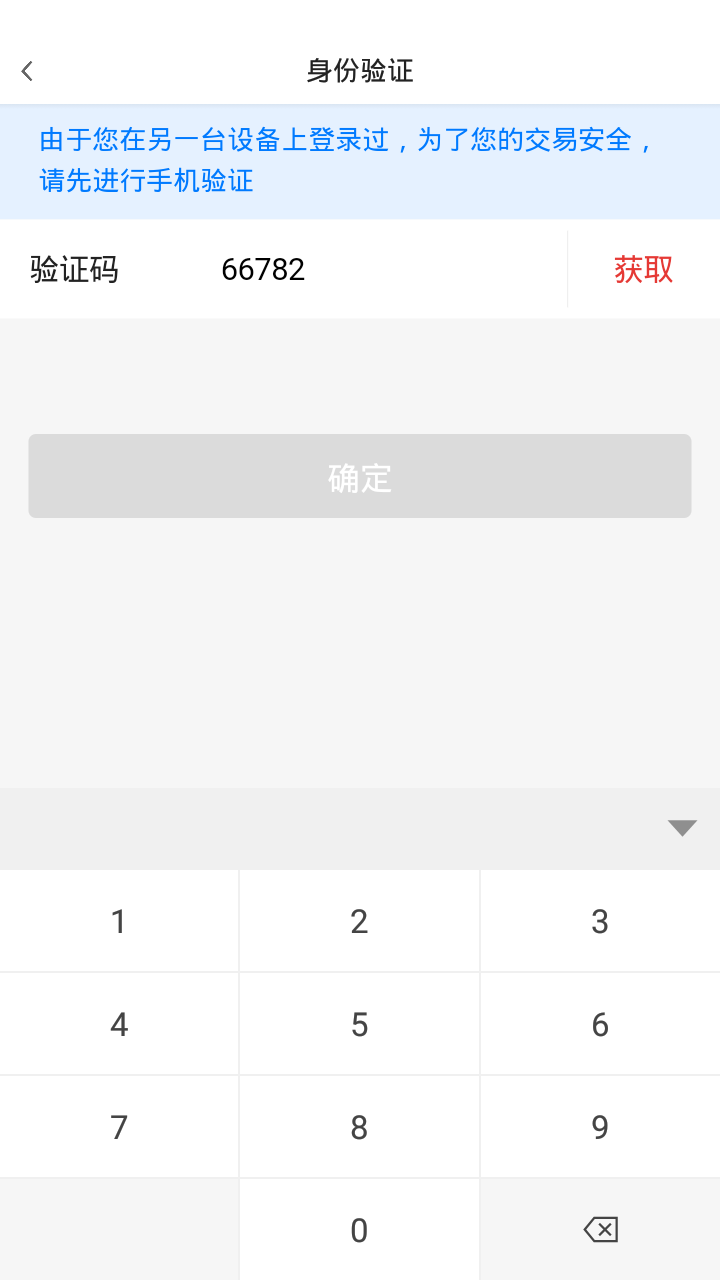 身份验证
由于您在另一台设备上登录过，为了您的交易安全，
请先进行手机验证
验证码 66782 获取
确定
1 2 3
4 5 6
7 8 9
0